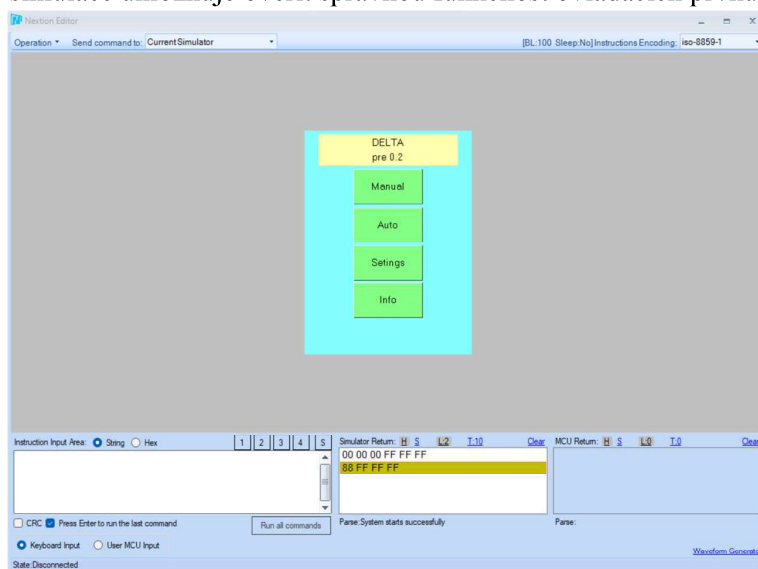 Nextion Editor
Operation Send command to: Current Simulator [BL:100 Sleep:No] Instructions Encoding: iso-8859-1
DELTA
pre 0.2
Manual
Auto
Setings
Info
Instruction Input Area: String Hex 1 2 3 4 S
Simulator Return: H S L:2 T:10 Clear
MCU Return: H S L:0 T:0 Clear
00 00 00 FF FF FF
88 FF FF FF
CRC Press Enter to run the last command Run all commands
Parse:System starts successfully
Parse:
Keyboard Input User MCU Input
Waveform Generato
State:Disconnected